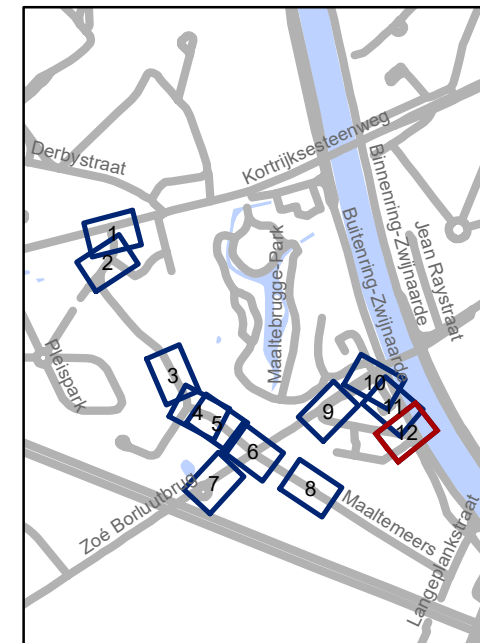 Derbystraat
Kortrijksesteenweg
Binnenring-Zwijnaarde
Buitenring-Zwijnaarde
Jean Raystraat
Maaltebrugge-Park
Pleispark
1
2
3
4
5
6
7
8
9
10
11
12
Zoé Borluutbrug
Maaltemeers
Langeplankstraat